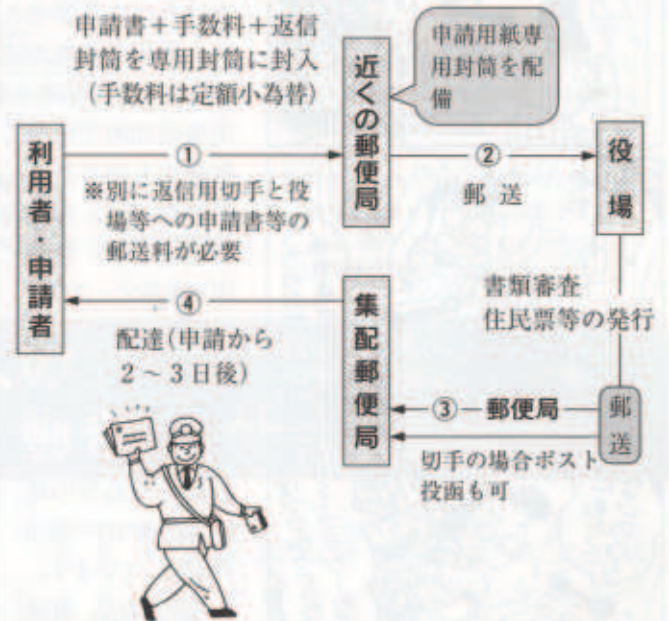 申請書＋手数料＋返信
封筒を専用封筒に封入
（手数料は定額小為替）
近くの郵便局
申請用紙専
用封筒を配
備
利用者・申請者
①
※別に返信用切手と役
場等への申請書等の
郵送料が必要
②
郵送
役場
書類審査
住民票等の発行
④
配達（申請から
２～３日後）
集配郵便局
③
郵便局
郵送
切手の場合ポスト
投函も可